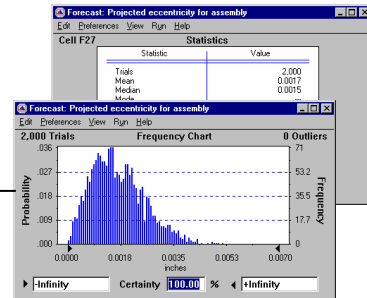 Forecast: Projected eccentricity for assembly
Edit Preferences View Run Help
Cell F27 Statistics
Statistic Value
Trials 2,000
Mean 0.0017
Median 0.0015
Mode ---
Forecast: Projected eccentricity for assembly
Edit Preferences View Run Help
2,000 Trials Frequency Chart 0 Outliers
.036 71
.027 53.2
.018 35.5
.009 17.7
.000 0
Probability
Frequency
0.0000 0.0018 0.0035 0.0053 0.0070
inches
-Infinity Certainty 100.00 % +Infinity